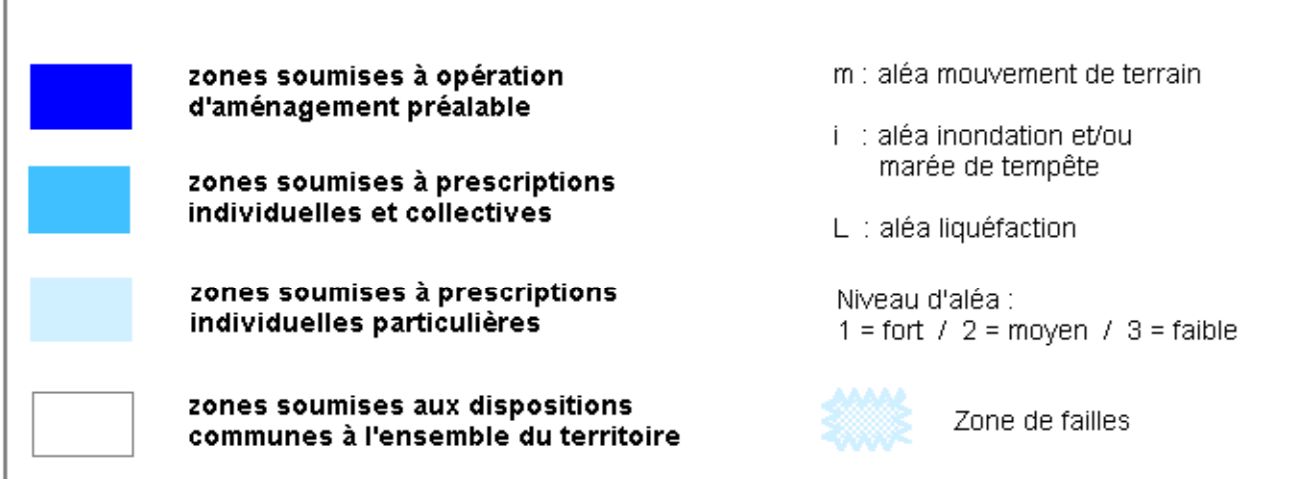 zones soumises à opération
d'aménagement préalable
zones soumises à prescriptions
individuelles et collectives
zones soumises à prescriptions
individuelles particulières
zones soumises aux dispositions
communes à l'ensemble du territoire
m : aléa mouvement de terrain
i : aléa inondation et/ou
marée de tempête
L : aléa liquéfaction
Niveau d'aléa :
1 = fort / 2 = moyen / 3 = faible
Zone de failles